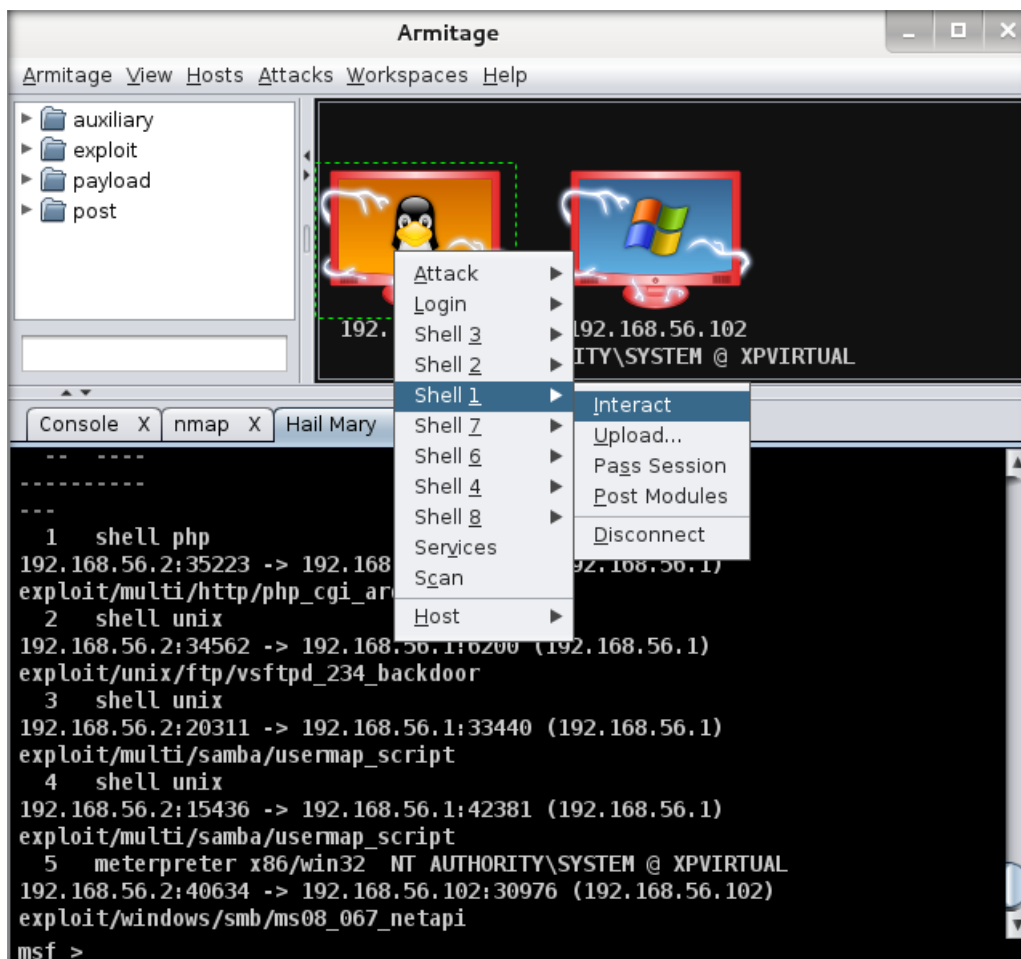 Armitage
Armitage View Hosts Attacks Workspaces Help
auxiliary
exploit
payload
post
192.
192.168.56.102
ITY\SYSTEM @ XPVIRTUAL
Attack
Login
Shell 3
Shell 2
Shell 1
Shell 7
Shell 6
Shell 4
Shell 8
Services
Scan
Host
Interact
Upload...
Pass Session
Post Modules
Disconnect
Console X nmap X Hail Mary
-- ----
----------
---
1 shell php
192.168.56.2:35223 -> 192.168 92.168.56.1)
exploit/multi/http/php_cgi_ar
2 shell unix
192.168.56.2:34562 -> 192.168.56.1:6200 (192.168.56.1)
exploit/unix/ftp/vsftpd_234_backdoor
3 shell unix
192.168.56.2:20311 -> 192.168.56.1:33440 (192.168.56.1)
exploit/multi/samba/usermap_script
4 shell unix
192.168.56.2:15436 -> 192.168.56.1:42381 (192.168.56.1)
exploit/multi/samba/usermap_script
5 meterpreter x86/win32 NT AUTHORITY\SYSTEM @ XPVIRTUAL
192.168.56.2:40634 -> 192.168.56.102:30976 (192.168.56.102)
exploit/windows/smb/ms08_067_netapi
msf >